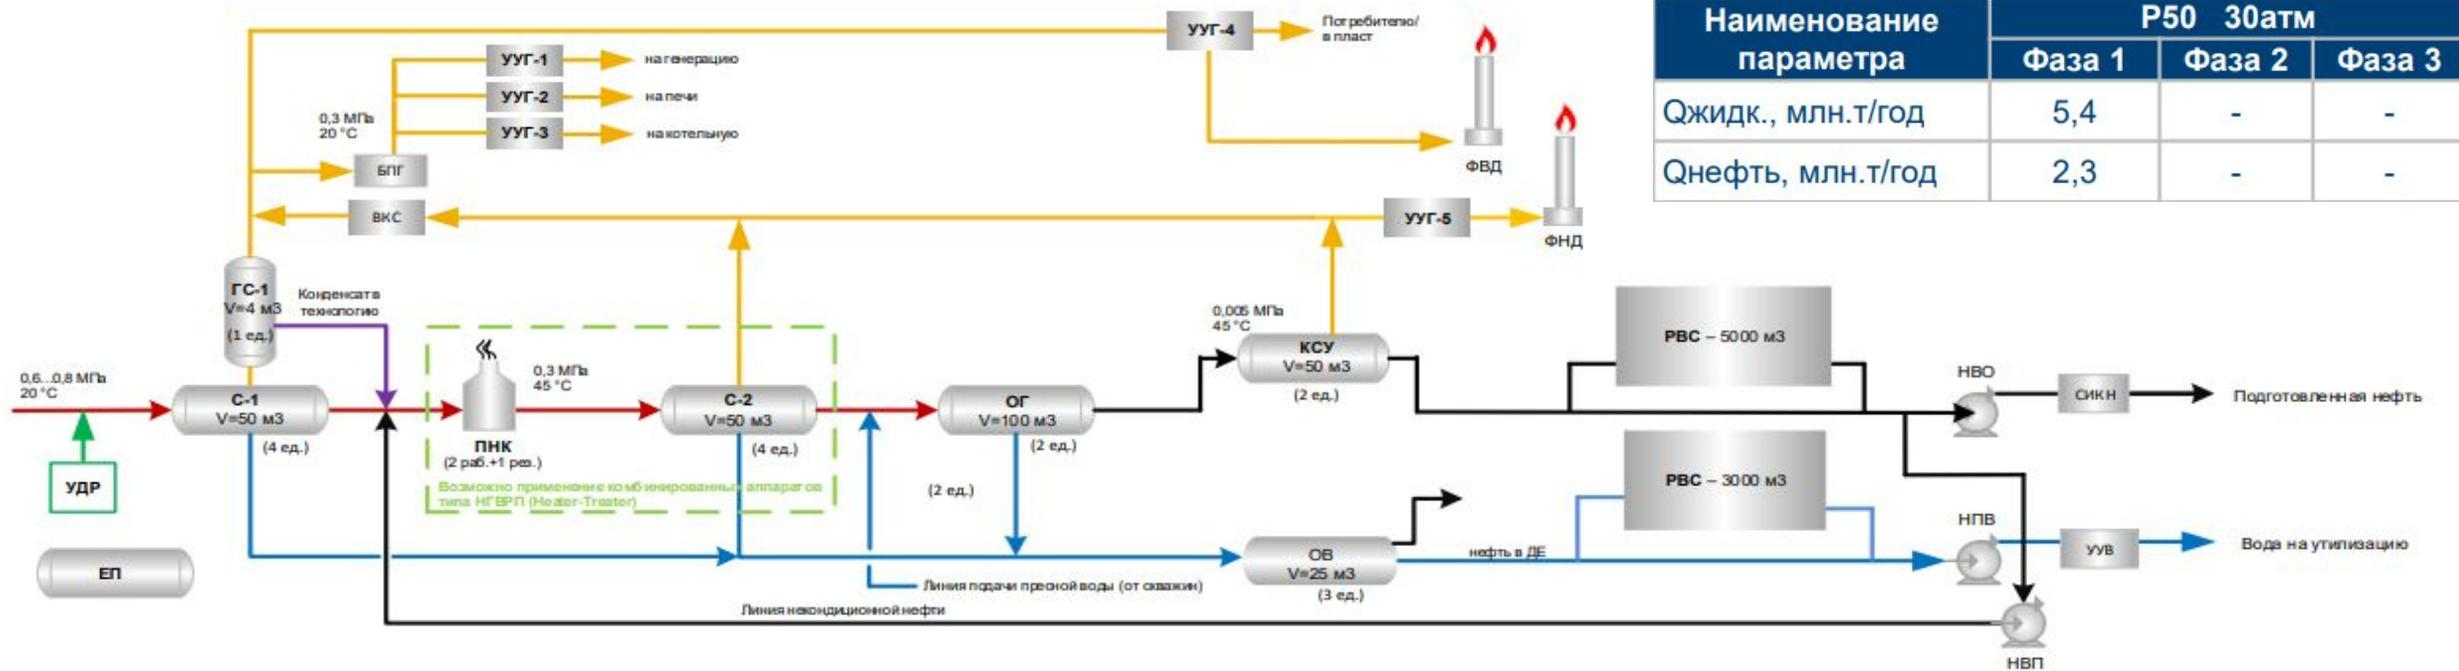 Наименование
параметра
Р50 30атм
Фаза 1
Фаза 2
Фаза 3
Qжидк., млн.т/год
5,4
-
-
Qнефть, млн.т/год
2,3
-
-
УУГ-4
Потребителю/
в пласт
УУГ-1
на генерацию
УУГ-2
на печи
УУГ-3
на котельную
0,3 МПа
20 °С
БПГ
ФВД
ВКС
УУГ-5
ФНД
ГС-1
V=4 м3
(1 ед.)
Конденсат в
технологию
0,6...0,8 МПа
20 °С
С-1
V=50 м3
(4 ед.)
УДР
ЕП
ПНК
(2 раб.+1 рез.)
0,3 МПа
45 °С
С-2
V=50 м3
(4 ед.)
Возможно применение комбинированных аппаратов
типа НГВРП (Heater-Treater)
ОГ
V=100 м3
(2 ед.)
(2 ед.)
0,005 МПа
45 °С
КСУ
V=50 м3
(2 ед.)
РВС – 5000 м3
НВО
СИКН
Подготовленная нефть
РВС – 3000 м3
ОВ
V=25 м3
(3 ед.)
нефть в ДЕ
НПВ
УУВ
Вода на утилизацию
Линия подачи пресной воды (от скважин)
Линия некондиционной нефти
НВП